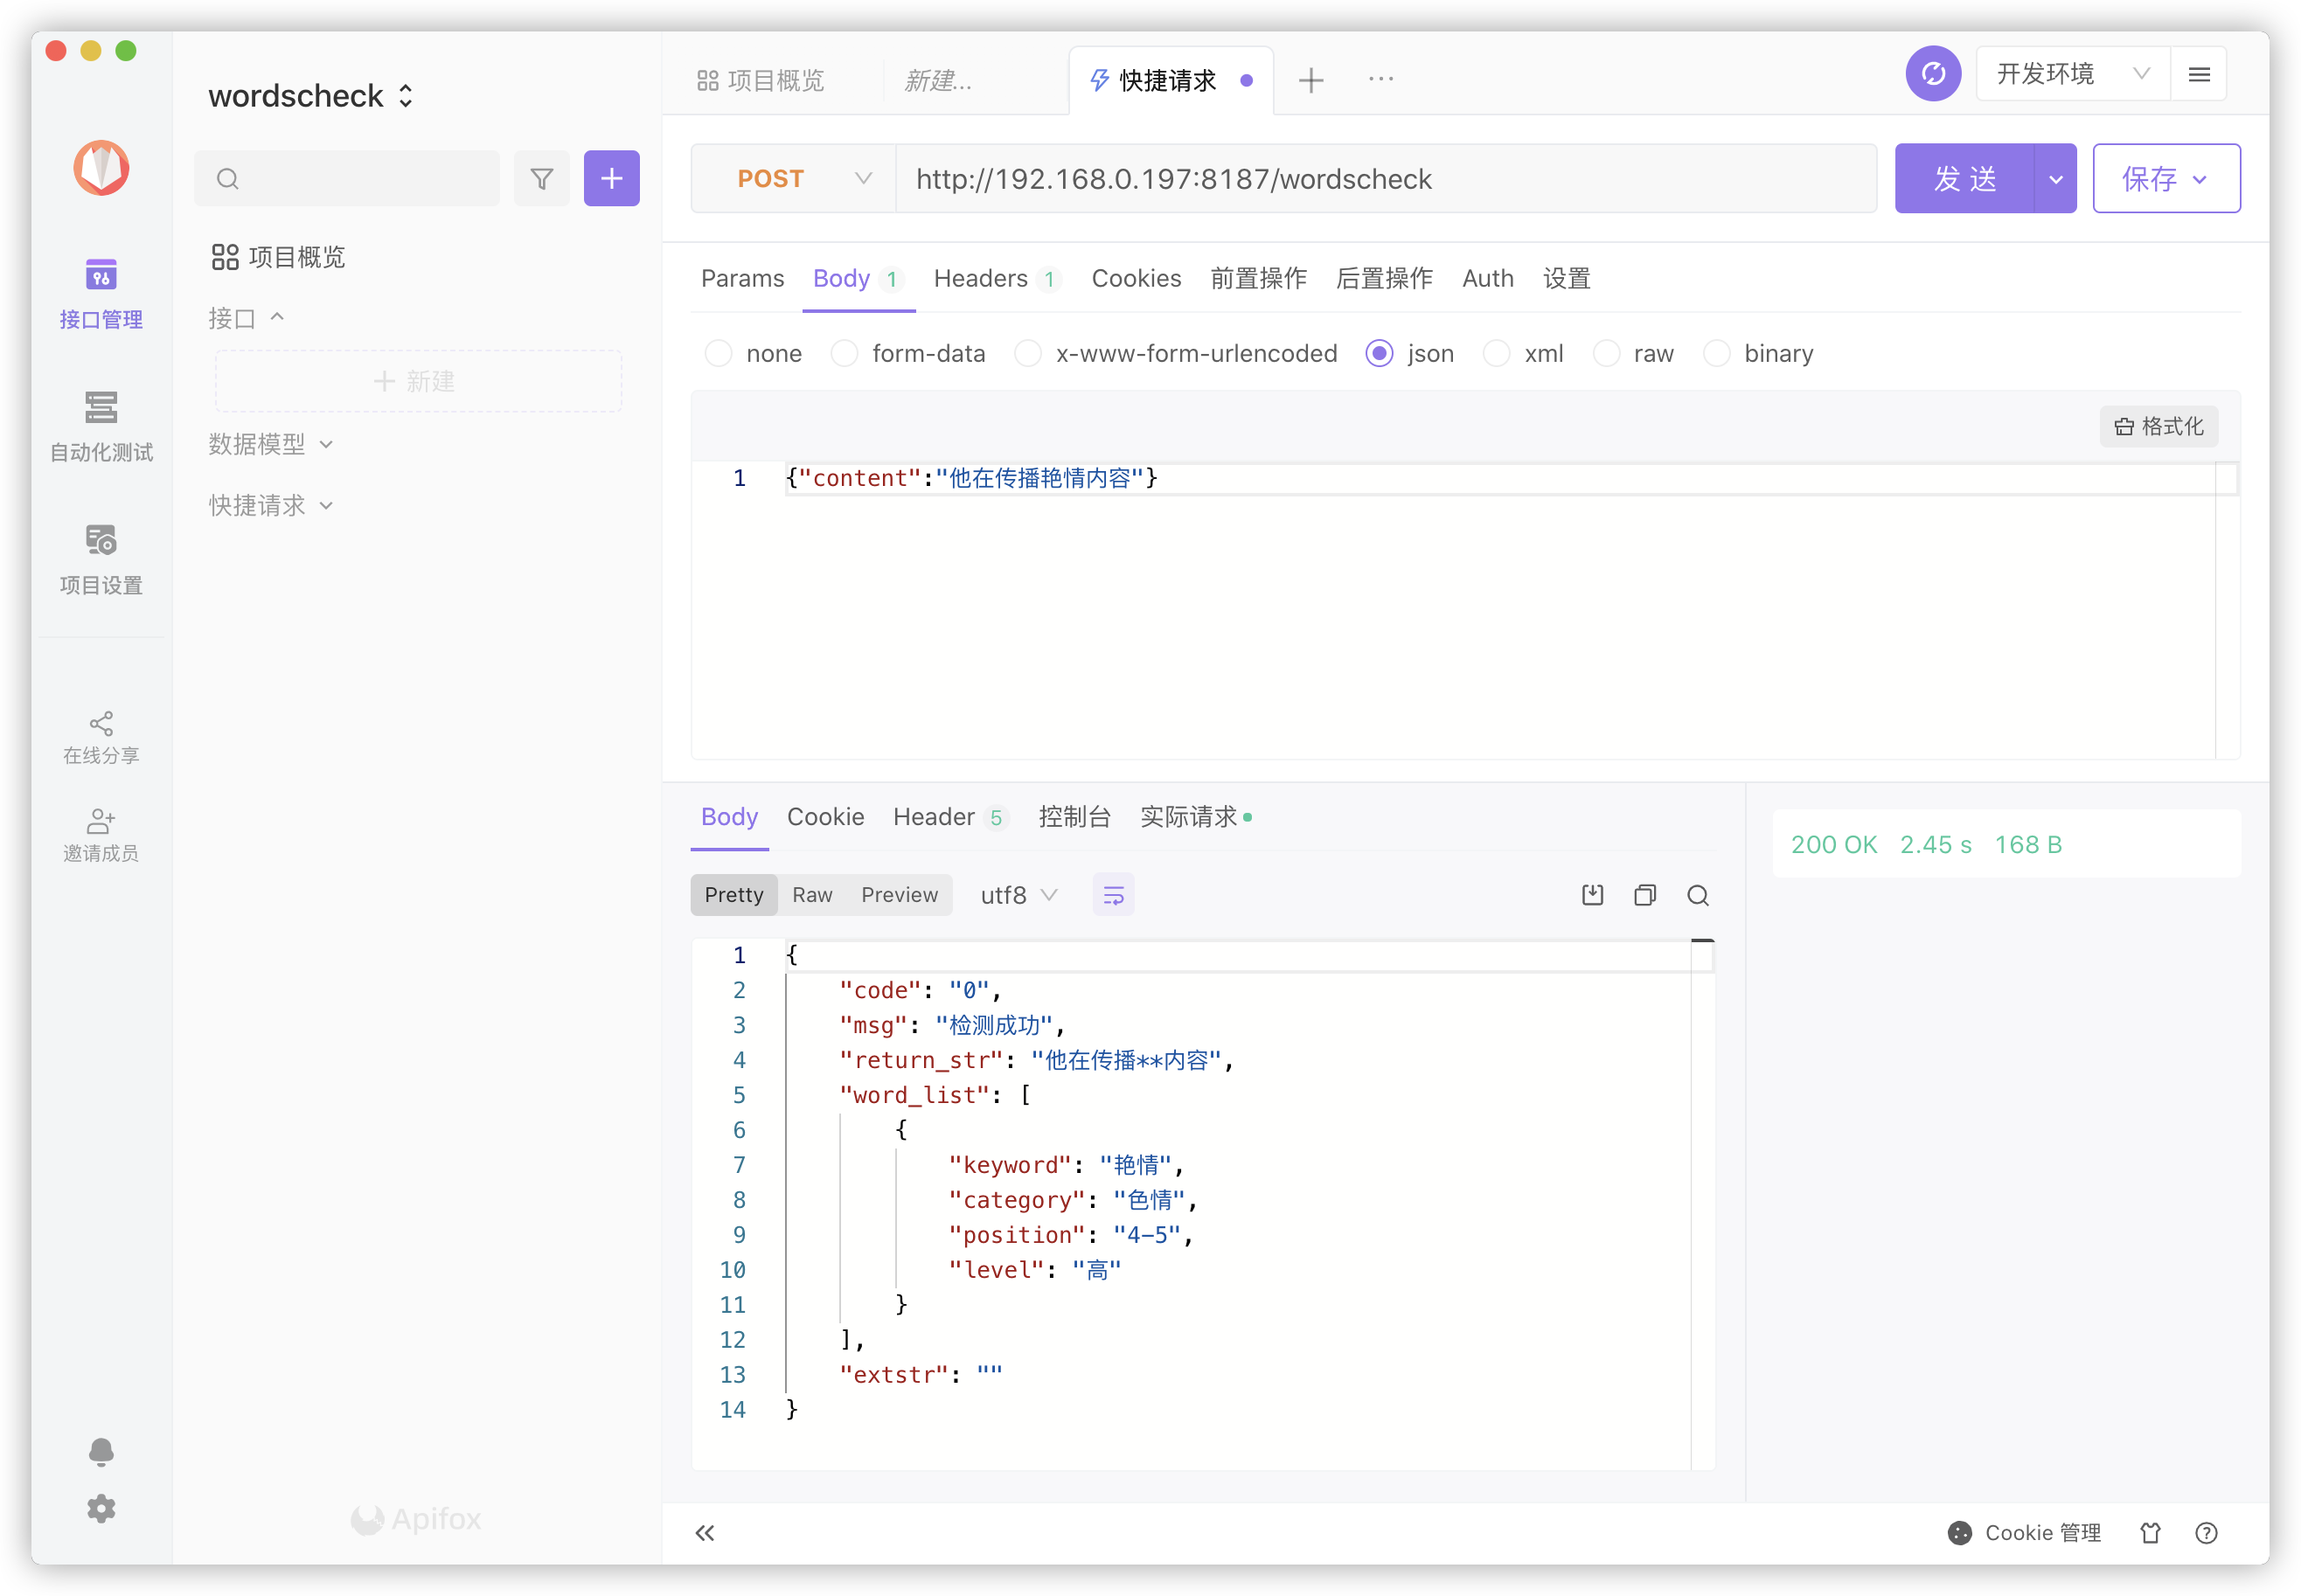 wordscheck
项目概览
新建...
快捷请求
开发环境
POST
http://192.168.0.197:8187/wordscheck
发 送
保存
接口管理
自动化测试
项目设置
在线分享
邀请成员
项目概览
接口
新建
数据模型
快捷请求
Apifox
Params
Body 1
Headers 1
Cookies
前置操作
后置操作
Auth
设置
none
form-data
x-www-form-urlencoded
json
xml
raw
binary
格式化
1 {"content":"他在传播艳情内容"}
Body
Cookie
Header 5
控制台
实际请求
200 OK 2.45 s 168 B
Pretty
Raw
Preview
utf8
1 {
2 "code": "0",
3 "msg": "检测成功",
4 "return_str": "他在传播**内容",
5 "word_list": [
6 {
7 "keyword": "艳情",
8 "category": "色情",
9 "position": "4-5",
10 "level": "高"
11 }
12 ],
13 "extstr": ""
14 }
Cookie 管理